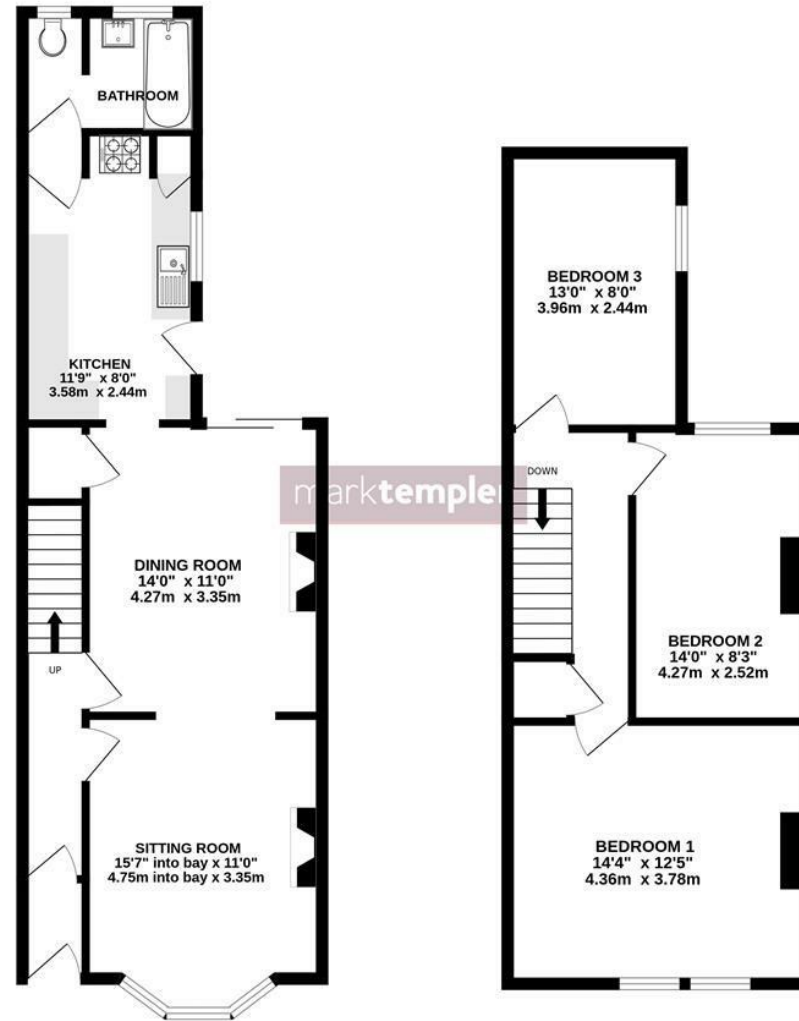 BATHROOM
KITCHEN
11'9" x 8'0"
3.58m x 2.44m
DINING ROOM
14'0" x 11'0"
4.27m x 3.35m
UP
SITTING ROOM
15'7" into bay x 11'0"
4.75m into bay x 3.35m
marktempler
BEDROOM 3
13'0" x 8'0"
3.96m x 2.44m
DOWN
BEDROOM 2
14'0" x 8'3"
4.27m x 2.52m
BEDROOM 1
14'4" x 12'5"
4.36m x 3.78m